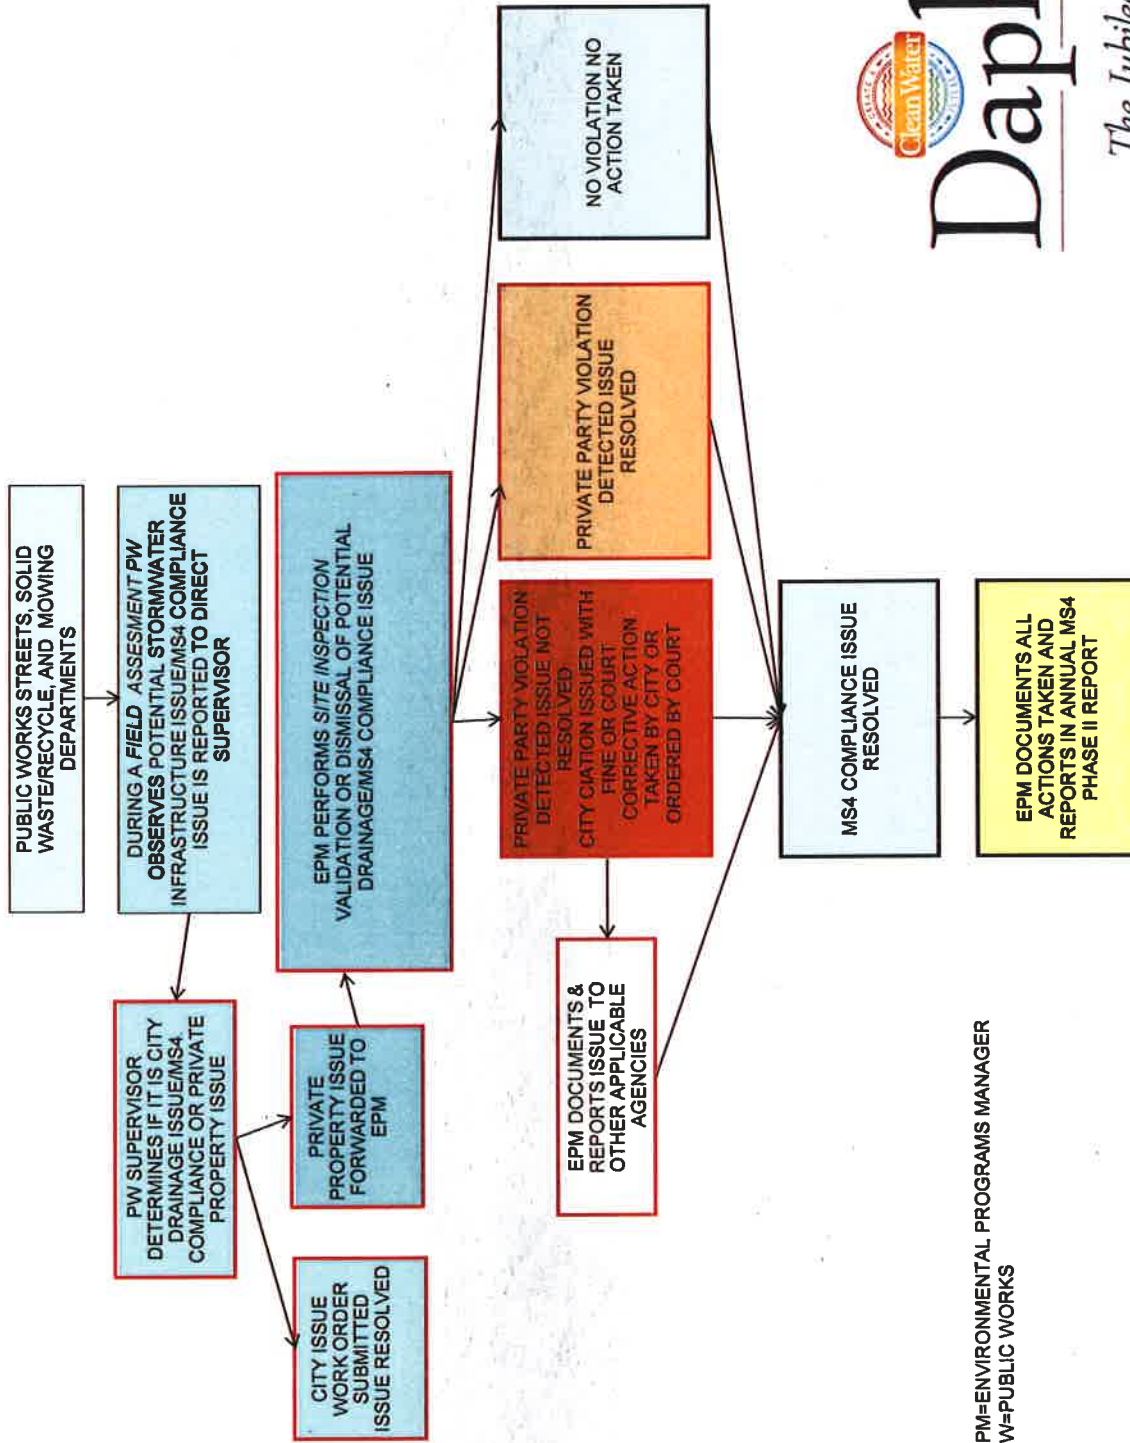 PUBLIC WORKS STREETS, SOLID
WASTE/RECYCLE, AND MOWING
DEPARTMENTS
DURING A FIELD ASSESSMENT PW
OBSERVES POTENTIAL STORMWATER
INFRASTRUCTURE ISSUE/MS4 COMPLIANCE
ISSUE IS REPORTED TO DIRECT
SUPERVISOR
PW SUPERVISOR
DETERMINES IF IT IS CITY
DRAINAGE ISSUE/MS4
COMPLIANCE OR PRIVATE
PROPERTY ISSUE
CITY ISSUE
WORK ORDER
SUBMITTED
ISSUE RESOLVED
PRIVATE
PROPERTY ISSUE
FORWARDED TO
EPM
EPM PERFORMS SITE INSPECTION
VALIDATION OR DISMISSAL OF POTENTIAL
DRAINAGE/MS4 COMPLIANCE ISSUE
PRIVATE PARTY VIOLATION
DETECTED ISSUE NOT
RESOLVED
CITY CIATION ISSUED WITH
FINE OR COURT
CORRECTIVE ACTION
TAKEN BY CITY OR
ORDERED BY COURT
PRIVATE PARTY VIOLATION
DETECTED ISSUE
RESOLVED
NO VIOLATION NO
ACTION TAKEN
EPM DOCUMENTS &
REPORTS ISSUE TO
OTHER APPLICABLE
AGENCIES
MS4 COMPLIANCE ISSUE
RESOLVED
EPM DOCUMENTS ALL
ACTIONS TAKEN AND
REPORTS IN ANNUAL MS4
PHASE II REPORT
PM=ENVIRONMENTAL PROGRAMS MANAGER
W=PUBLIC WORKS
CREATE A
Clean Water
Daph
The Jubilee